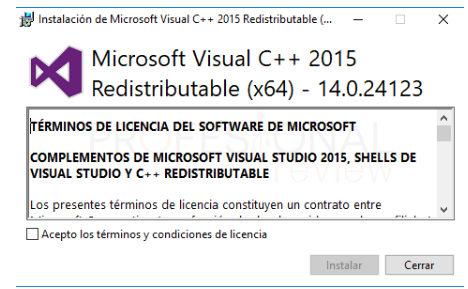 Instalación de Microsoft Visual C++ 2015 Redistributable (...
Microsoft Visual C++ 2015
Redistributable (x64) - 14.0.24123
TÉRMINOS DE LICENCIA DEL SOFTWARE DE MICROSOFT
COMPLEMENTOS DE MICROSOFT VISUAL STUDIO 2015, SHELLS DE
VISUAL STUDIO Y C++ REDISTRIBUTABLE
Los presentes términos de licencia constituyen un contrato entre
Acepto los términos y condiciones de licencia
Instalar Cerrar